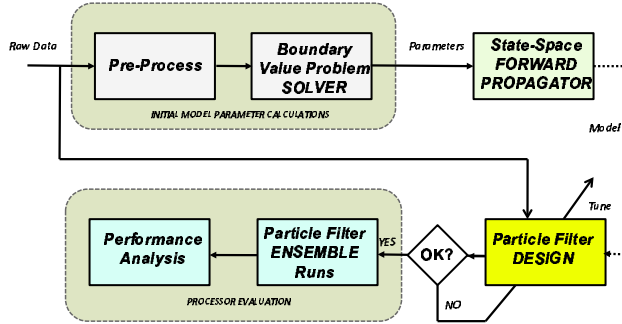 Raw Data
Pre-Process
Boundary
Value Problem
SOLVER
Parameters
State-Space
FORWARD
PROPAGATOR
INITIAL MODEL PARAMETER CALCULATIONS
Model
Tune
Performance
Analysis
Particle Filter
ENSEMBLE
Runs
YES
OK?
Particle Filter
DESIGN
NO
PROCESSOR EVALUATION